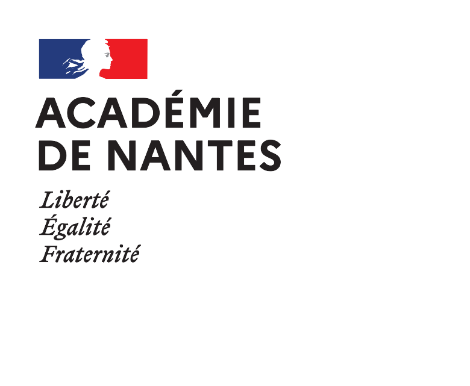 ACADÉMIE
DE NANTES
Liberté
Égalité
Fraternité